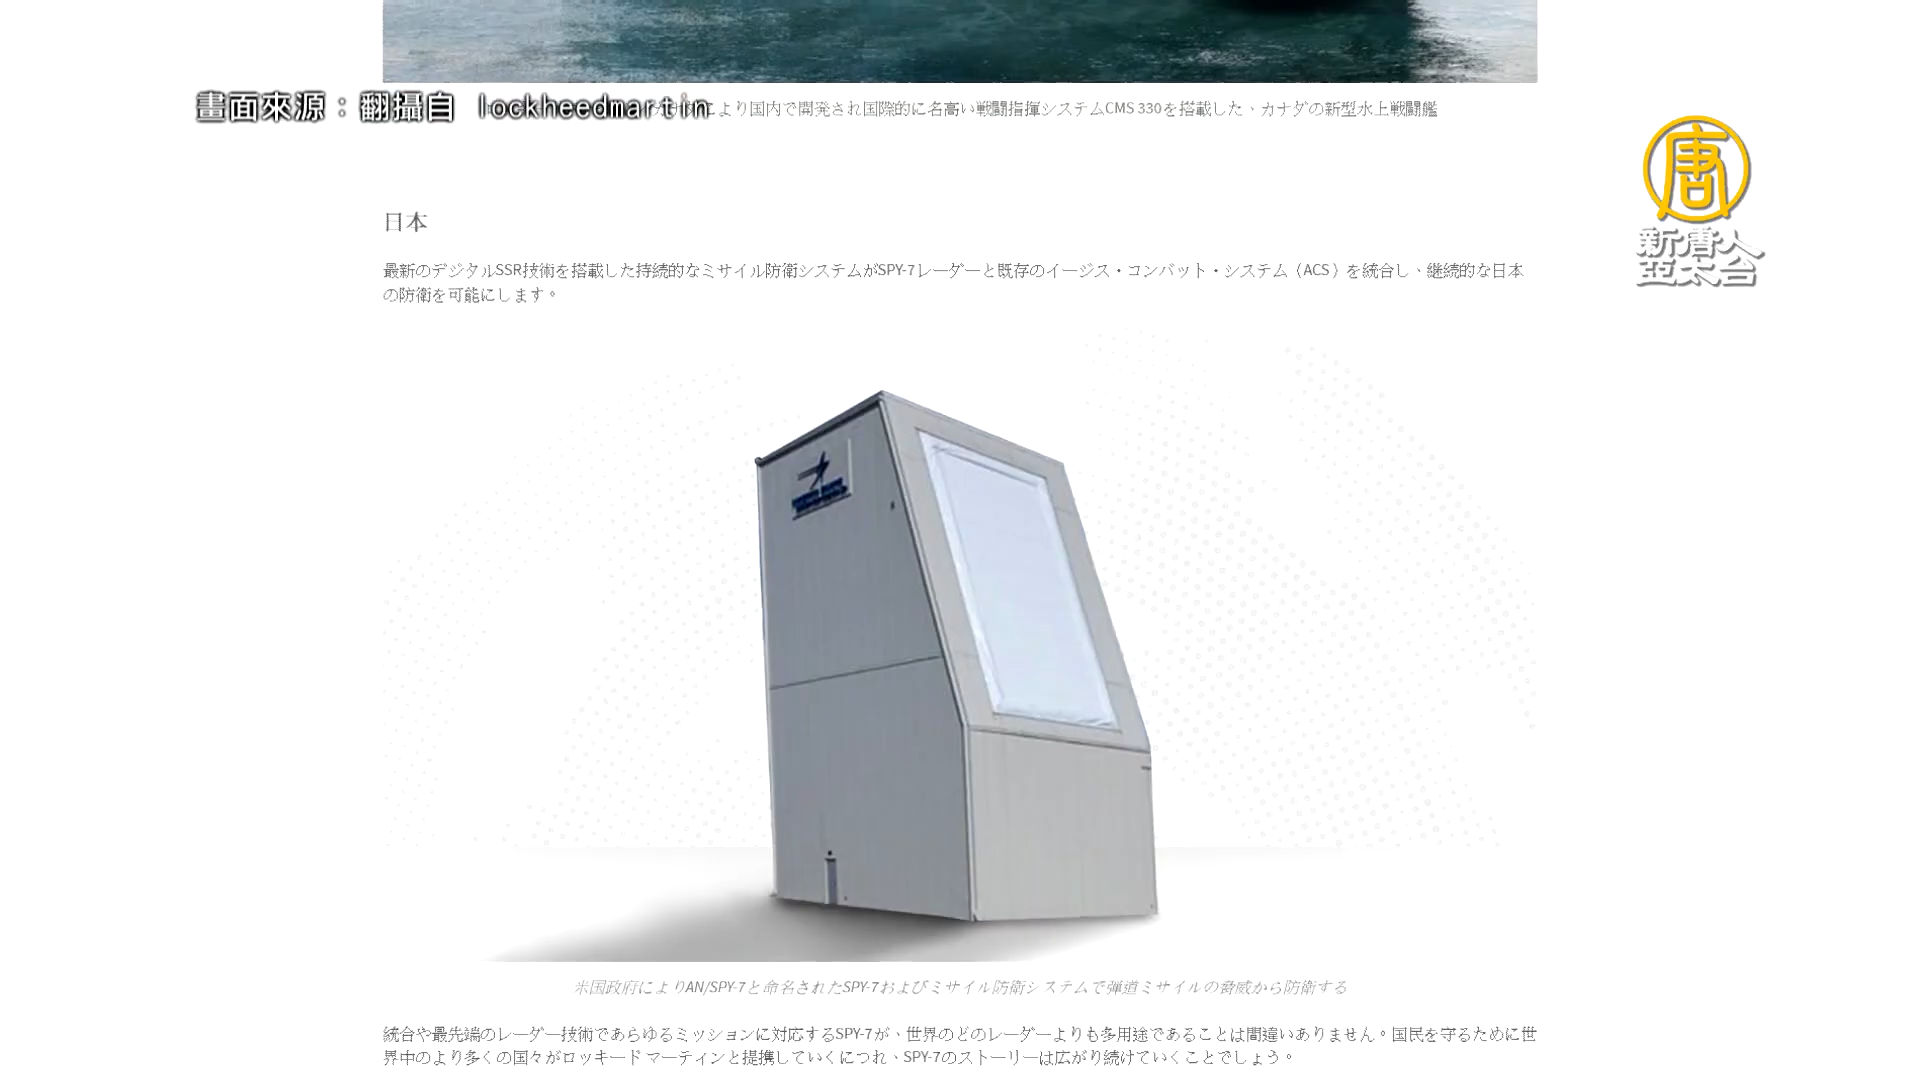 畫面來源：翻攝自 lockheedmartin
により国内で開発され国際的に名高い戦闘指揮システムCMS 330を搭載した、カナダの新型水上戦闘艦
唐
新唐人
亞太台
日本
最新のデジタルSSR技術を搭載した持続的なミサイル防衛システムがSPY-7レーダーと既存のイージス・コンバット・システム（ACS）を統合し、継続的な日本
の防衛を可能にします。
米国政府によりAN/SPY-7と命名されたSPY-7およびミサイル防衛システムで弾道ミサイルの脅威から防衛する
統合や最先端のレーダー技術であらゆるミッションに対応するSPY-7が、世界のどのレーダーよりも多用途であることは間違いありません。国民を守るために世
界中のより多くの国々がロッキード マーティンと提携していくにつれ、SPY-7のストーリーは広がり続けていくことでしょう。